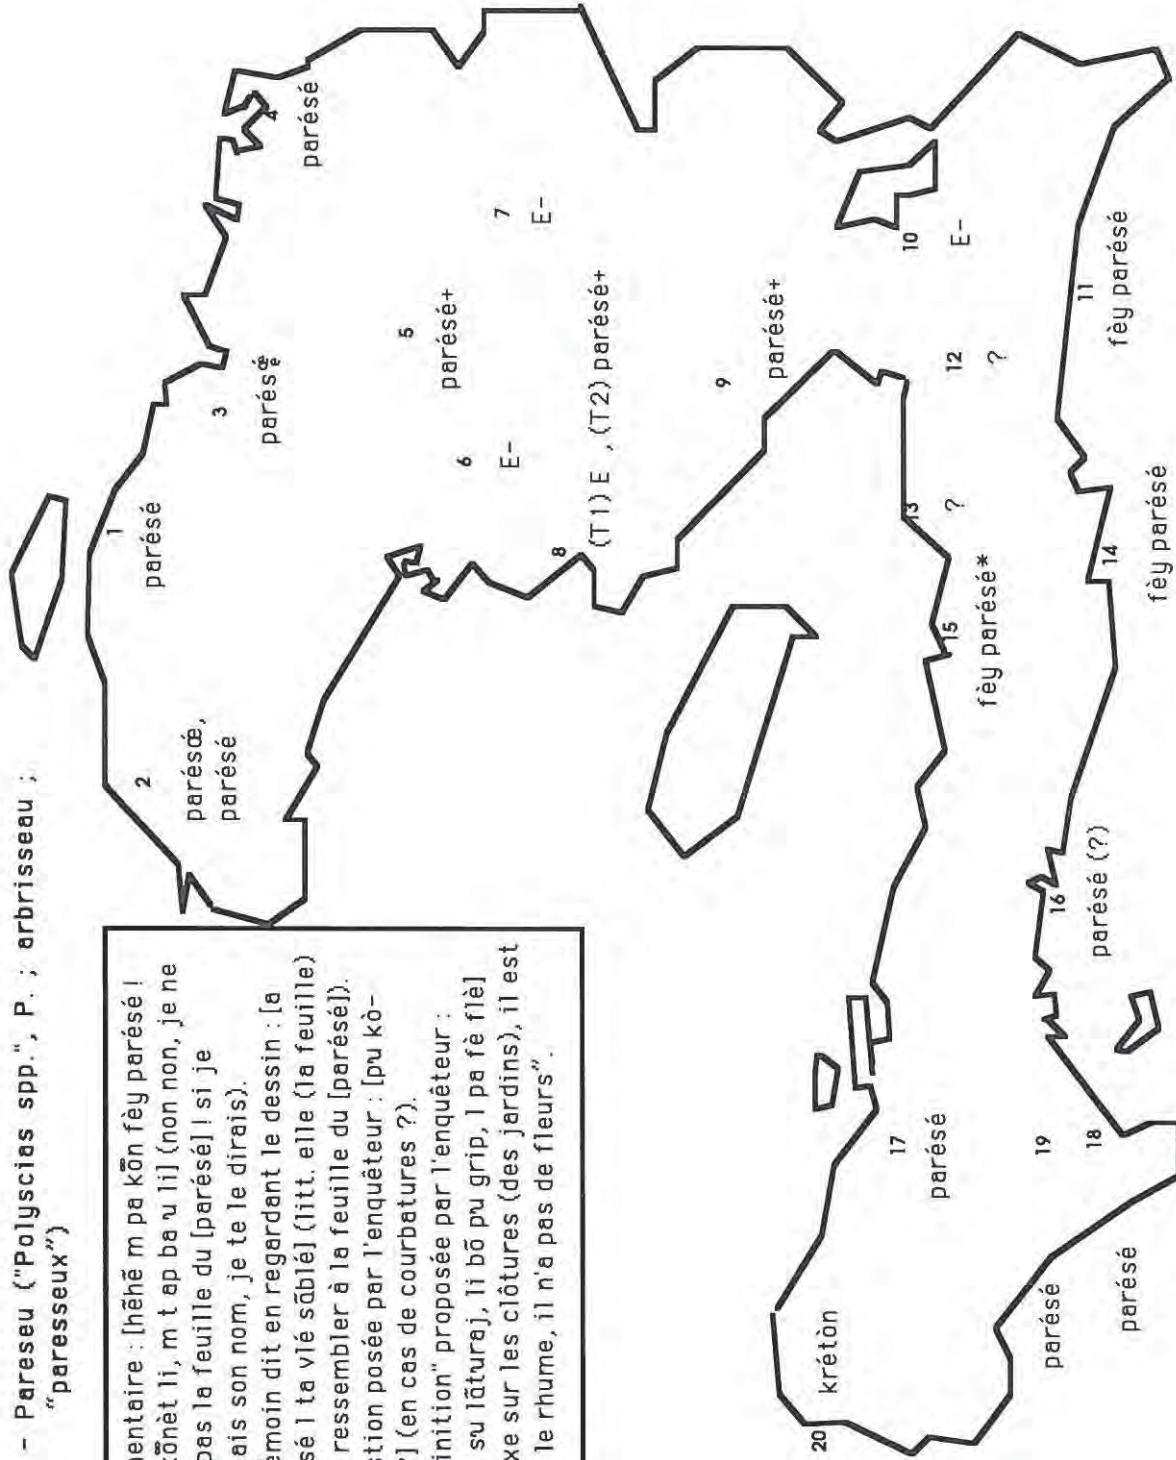 - Pareseu ("Polyscias spp.", P. ; arbrisseau ;
"paresseux")
entaire : [hẽhẽ m pa kõn fèy parésé !
kõnèt li, m t ap ba u li] (non non, je ne
pas la feuille du [parésé] ! si je
ais son nom, je te le dirais).
emoin dit en regardant le dessin : [a
sé l ta vlé sãblé] (litt. elle (la feuille)
ressembler à la feuille du [parésé]).
stion posée par l'enquêteur : [pu kò-
?] (en cas de courbatures ?).
inition" proposée par l'enquêteur :
su lãturaj, li bõ pu grip, l pa fè flè]
xe sur les clôtures (des jardins), il est
le rhume, il n'a pas de fleurs".
1
parésé
2
parésœ,
parésé
3
4
parésé
5
parésé+
6
E-
7
E-
8
(T1) E , (T2) parésé+
9
parésé+
10
E-
11
fèy parésé
12
?
13
?
14
fèy parésé
15
fèy parésé*
16
parésé (?)
17
parésé
18
parésé
19
parésé
20
krétòn